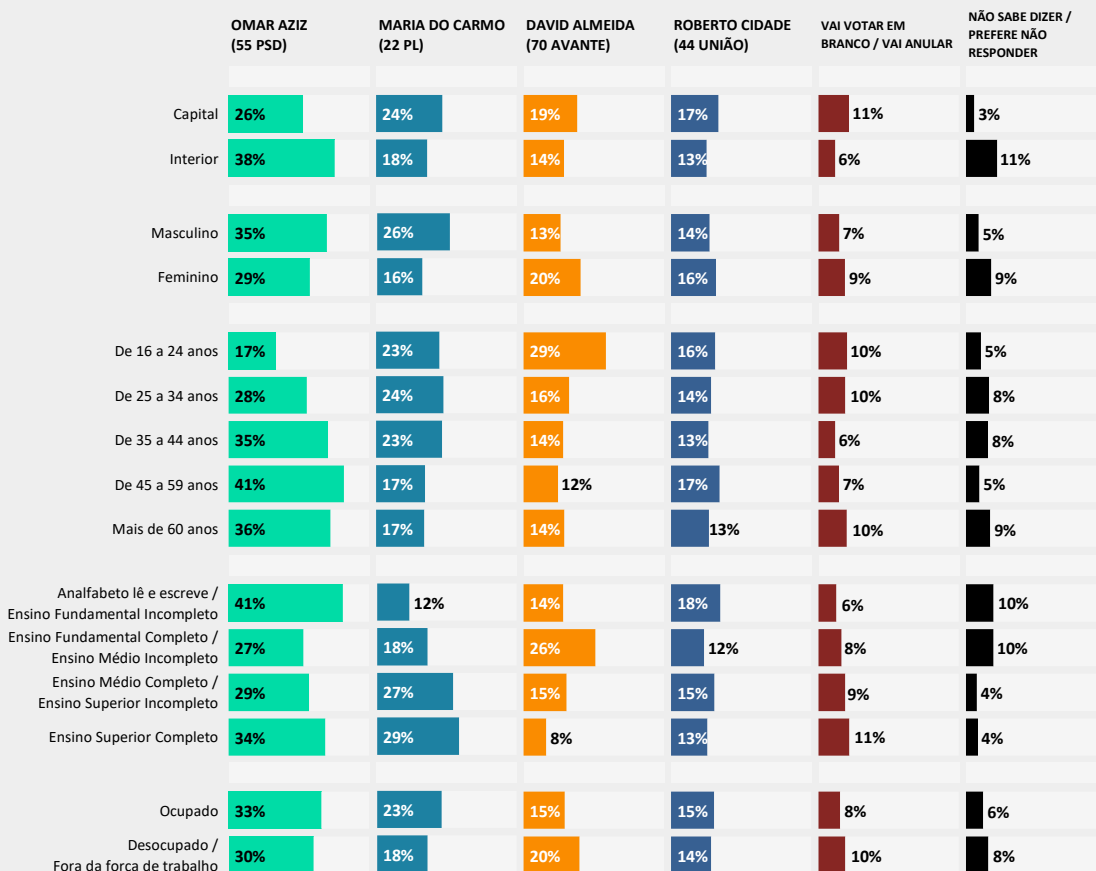 OMAR AZIZ
(55 PSD)
MARIA DO CARMO
(22 PL)
DAVID ALMEIDA
(70 AVANTE)
ROBERTO CIDADE
(44 UNIÃO)
VAI VOTAR EM
BRANCO / VAI ANULAR
NÃO SABE DIZER /
PREFERE NÃO
RESPONDER
Capital 26% 24% 19% 17% 11% 3%
Interior 38% 18% 14% 13% 6% 11%
Masculino 35% 26% 13% 14% 7% 5%
Feminino 29% 16% 20% 16% 9% 9%
De 16 a 24 anos 17% 23% 29% 16% 10% 5%
De 25 a 34 anos 28% 24% 16% 14% 10% 8%
De 35 a 44 anos 35% 23% 14% 13% 6% 8%
De 45 a 59 anos 41% 17% 12% 17% 7% 5%
Mais de 60 anos 36% 17% 14% 13% 10% 9%
Analfabeto lê e escreve /
Ensino Fundamental Incompleto 41% 12% 14% 18% 6% 10%
Ensino Fundamental Completo /
Ensino Médio Incompleto 27% 18% 26% 12% 8% 10%
Ensino Médio Completo /
Ensino Superior Incompleto 29% 27% 15% 15% 9% 4%
Ensino Superior Completo 34% 29% 8% 13% 11% 4%
Ocupado 33% 23% 15% 15% 8% 6%
Desocupado /
Fora da força de trabalho 30% 18% 20% 14% 10% 8%